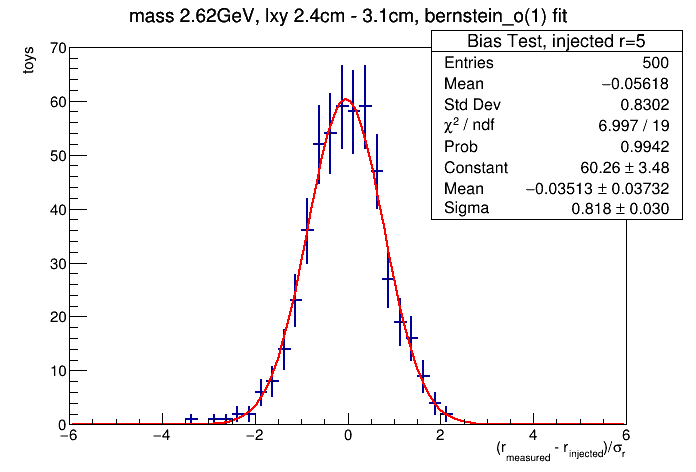 mass 2.62GeV, lxy 2.4cm - 3.1cm, bernstein_o(1) fit
Bias Test, injected r=5
Entries 500
Mean −0.05618
Std Dev 0.8302
χ² / ndf 6.997 / 19
Prob 0.9942
Constant 60.26 ± 3.48
Mean −0.03513 ± 0.03732
Sigma 0.818 ± 0.030
toys
70
60
50
40
30
20
10
0
−6 −4 −2 0 2 4 6
(r_measured - r_injected)/σ_r